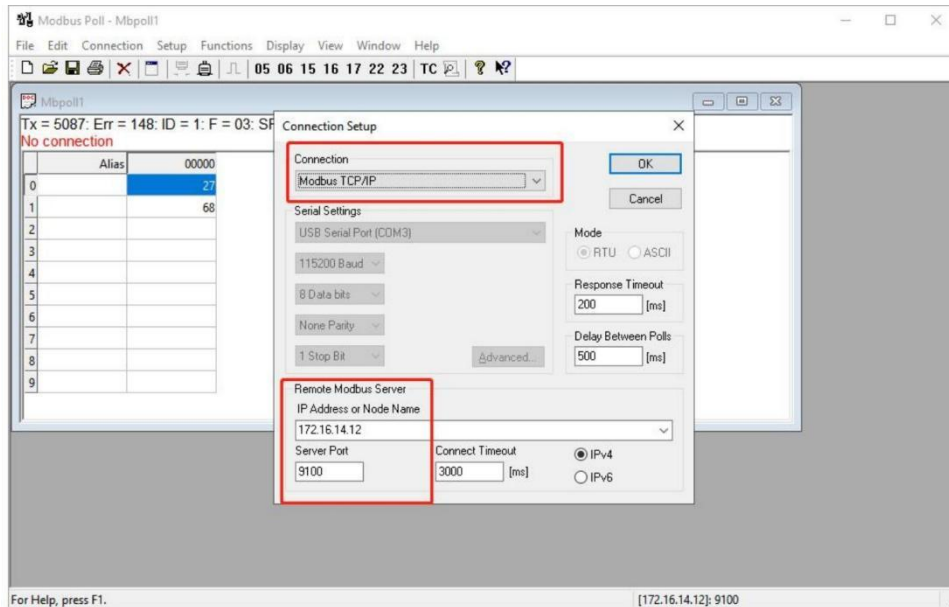 Modbus Poll - Mbpoll1
File Edit Connection Setup Functions Display View Window Help
05 06 15 16 17 22 23 TC
Mbpoll1
Tx = 5087: Err = 148: ID = 1: F = 03: SF
No connection
Alias 00000
0 27
1 68
2
3
4
5
6
7
8
9
Connection Setup
Connection
Modbus TCP/IP
OK
Cancel
Serial Settings
USB Serial Port (COM3)
115200 Baud
8 Data bits
None Parity
1 Stop Bit
Advanced...
Mode
RTU ASCII
Response Timeout
200 [ms]
Delay Between Polls
500 [ms]
Remote Modbus Server
IP Address or Node Name
172.16.14.12
Server Port
9100
Connect Timeout
3000 [ms]
IPv4
IPv6
For Help, press F1.
[172.16.14.12]: 9100